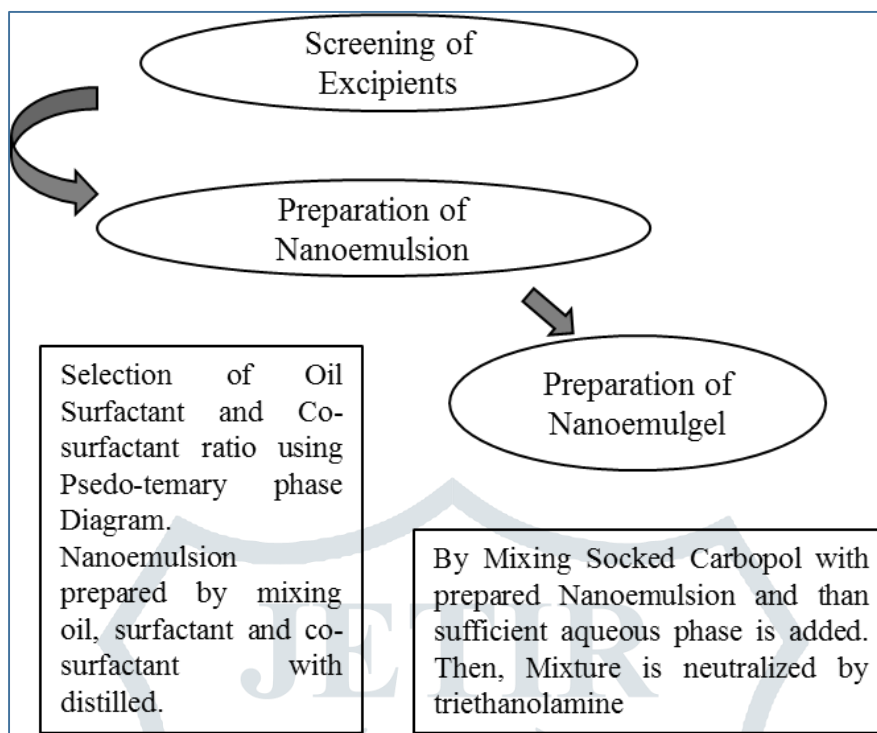 Screening of
Excipients
Preparation of
Nanoemulsion
Preparation of
Nanoemulgel
Selection of Oil
Surfactant and Co-
surfactant ratio using
Psedo-temary phase
Diagram.
Nanoemulsion
prepared by mixing
oil, surfactant and co-
surfactant with
distilled.
By Mixing Socked Carbopol with
prepared Nanoemulsion and than
sufficient aqueous phase is added.
Then, Mixture is neutralized by
triethanolamine
JETIR